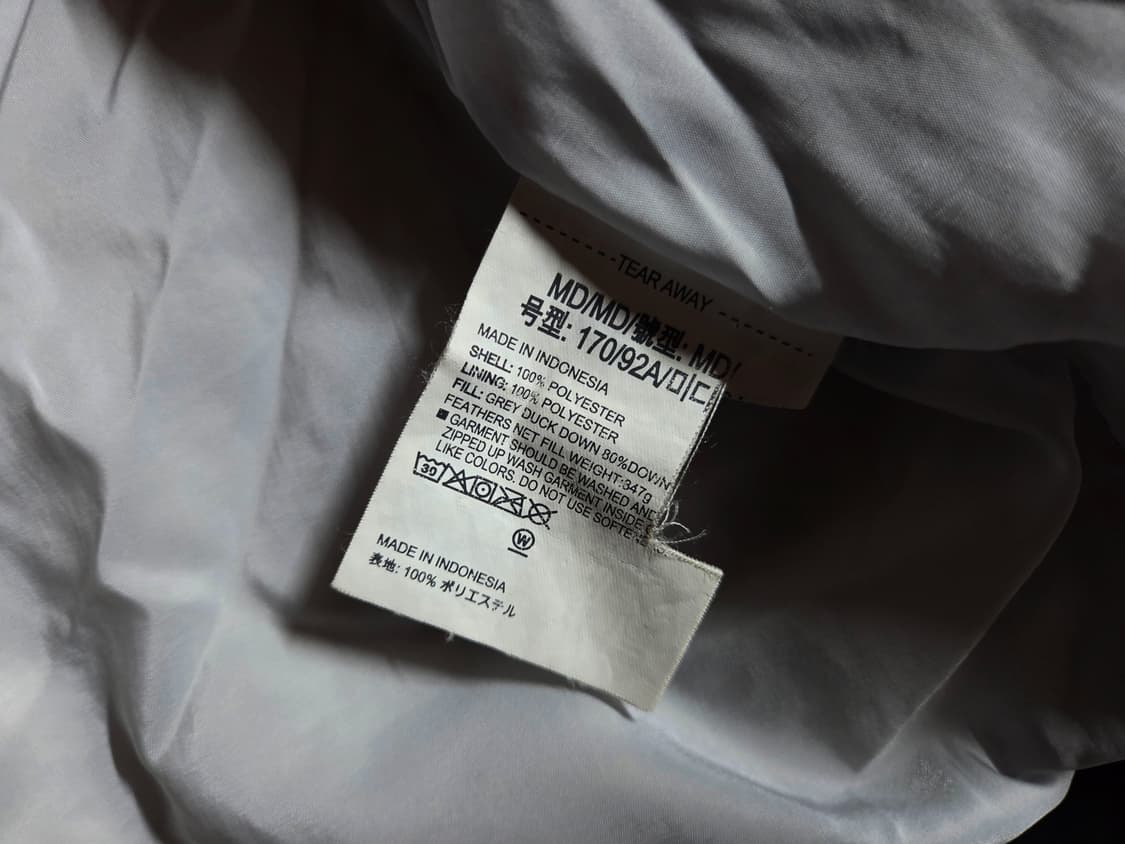 TEAR AWAY
MD/MD/號型: MD/
号型: 170/92A/미디
MADE IN INDONESIA
SHELL: 100% POLYESTER
LINING: 100% POLYESTER
FILL: GREY DUCK DOWN 80%DOWN
FEATHERS NET FILL WEIGHT:347g
GARMENT SHOULD BE WASHED AND
ZIPPED UP WASH GARMENT INSIDE
LIKE COLORS. DO NOT USE SOFTE
30
W
MADE IN INDONESIA
表地: 100% ポリエステル